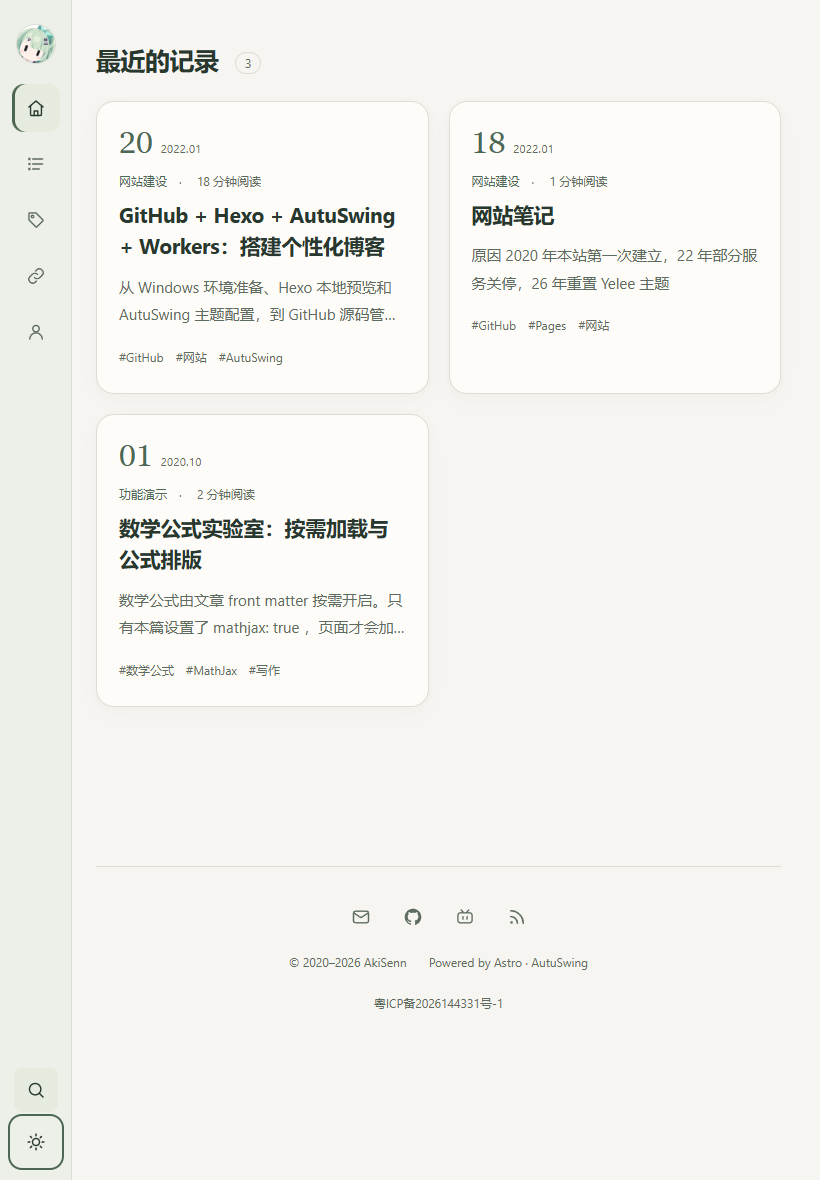 最近的记录 3
20 2022.01
网站建设 · 18 分钟阅读
GitHub + Hexo + AutuSwing
+ Workers：搭建个性化博客
从 Windows 环境准备、Hexo 本地预览和
AutuSwing 主题配置，到 GitHub 源码管...
#GitHub #网站 #AutuSwing
18 2022.01
网站建设 · 1 分钟阅读
网站笔记
原因 2020 年本站第一次建立，22 年部分服
务关停，26 年重置 Yelee 主题
#GitHub #Pages #网站
01 2020.10
功能演示 · 2 分钟阅读
数学公式实验室：按需加载与
公式排版
数学公式由文章 front matter 按需开启。只
有本篇设置了 mathjax: true ，页面才会加...
#数学公式 #MathJax #写作
© 2020–2026 AkiSenn Powered by Astro · AutuSwing
粤ICP备2026144331号-1